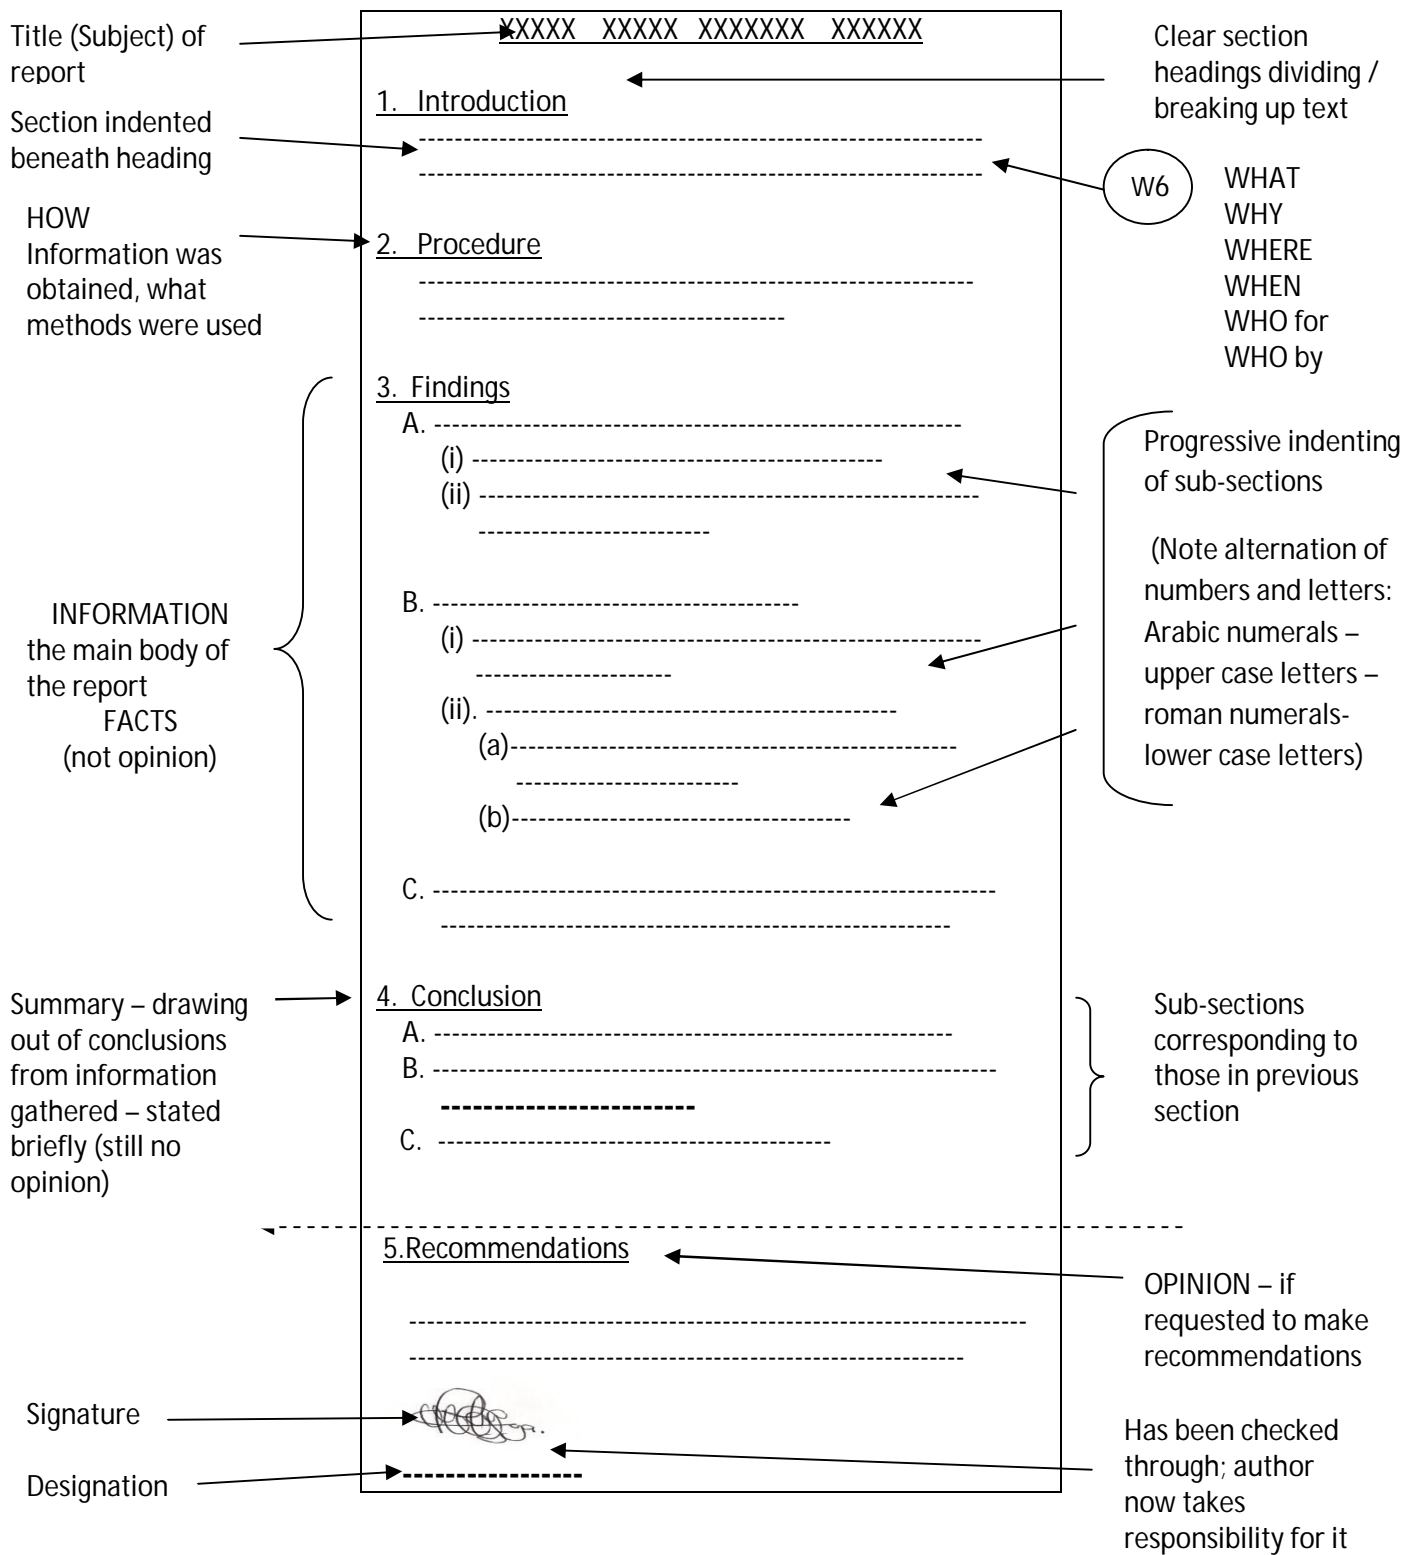 XXXXX XXXXX XXXXXXX XXXXXX
Title (Subject) of
report
Clear section
headings dividing /
breaking up text
1. Introduction
Section indented
beneath heading
W6
WHAT
WHY
WHERE
WHEN
WHO for
WHO by
HOW
Information was
obtained, what
methods were used
2. Procedure
3. Findings
A.
(i)
(ii)
B.
(i)
(ii).
(a)
(b)
C.
Progressive indenting
of sub-sections
(Note alternation of
numbers and letters:
Arabic numerals –
upper case letters –
roman numerals-
lower case letters)
INFORMATION
the main body of
the report
FACTS
(not opinion)
4. Conclusion
A.
B.
C.
Summary – drawing
out of conclusions
from information
gathered – stated
briefly (still no
opinion)
Sub-sections
corresponding to
those in previous
section
5.Recommendations
OPINION – if
requested to make
recommendations
Signature
Designation
Has been checked
through; author
now takes
responsibility for it